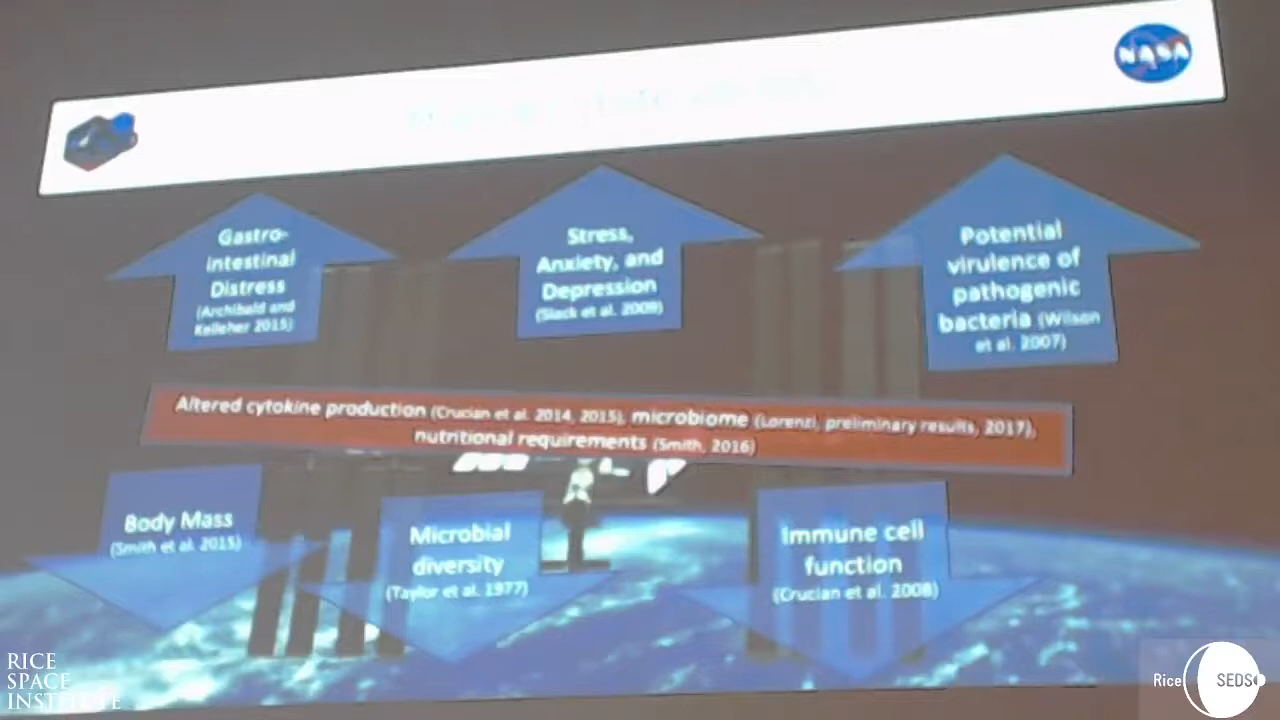 NASA
Gastro-
intestinal
Distress
(Archibald and
Kelleher 2015)
Stress,
Anxiety, and
Depression
(Slack et al. 2009)
Potential
virulence of
pathogenic
bacteria (Wilson
et al. 2007)
Altered cytokine production (Crucian et al. 2014, 2015), microbiome (Lorenzi, preliminary results, 2017),
nutritional requirements (Smith, 2016)
Body Mass
(Smith et al. 2015)
Microbial
diversity
(Taylor et al. 1977)
Immune cell
function
(Crucian et al. 2008)
RICE
SPACE
INSTITUTE
Rice SEDS